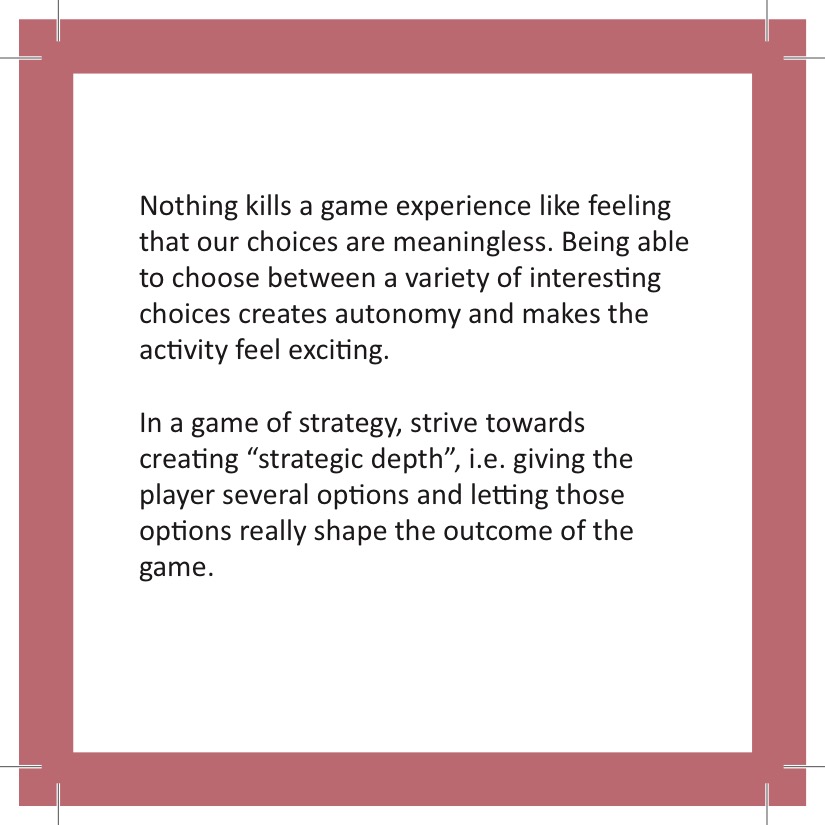 Nothing kills a game experience like feeling
that our choices are meaningless. Being able
to choose between a variety of interesting
choices creates autonomy and makes the
activity feel exciting.
In a game of strategy, strive towards
creating “strategic depth”, i.e. giving the
player several options and letting those
options really shape the outcome of the
game.